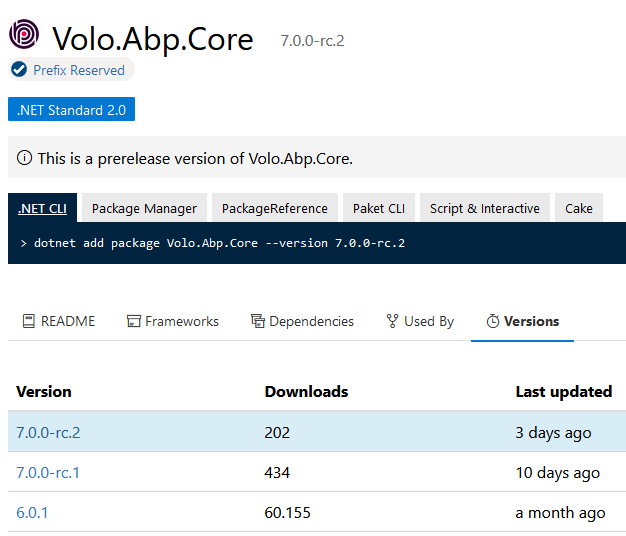 Volo.Abp.Core 7.0.0-rc.2
Prefix Reserved
.NET Standard 2.0
This is a prerelease version of Volo.Abp.Core.
.NET CLI Package Manager PackageReference Paket CLI Script & Interactive Cake
> dotnet add package Volo.Abp.Core --version 7.0.0-rc.2
README Frameworks Dependencies Used By Versions
Version Downloads Last updated
7.0.0-rc.2 202 3 days ago
7.0.0-rc.1 434 10 days ago
6.0.1 60.155 a month ago